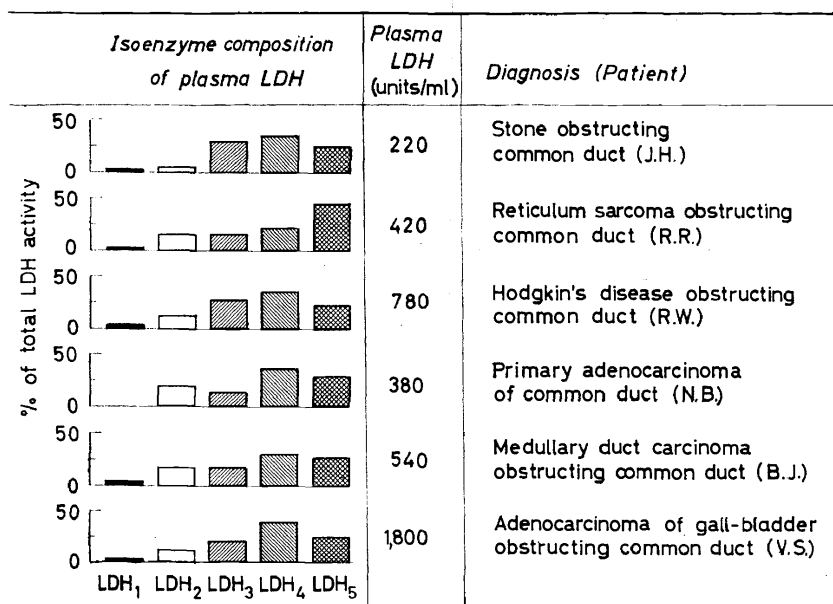 Isoenzyme composition
of plasma LDH
Plasma
LDH
(units/ml)
Diagnosis (Patient)
% of total LDH activity
50
0
220
Stone obstructing
common duct (J.H.)
50
0
420
Reticulum sarcoma obstructing
common duct (R.R.)
50
0
780
Hodgkin's disease obstructing
common duct (R.W.)
50
0
380
Primary adenocarcinoma
of common duct (N.B.)
50
0
540
Medullary duct carcinoma
obstructing common duct (B.J.)
50
0
1,800
Adenocarcinoma of gall-bladder
obstructing common duct (V.S.)
LDH₁ LDH₂ LDH₃ LDH₄ LDH₅